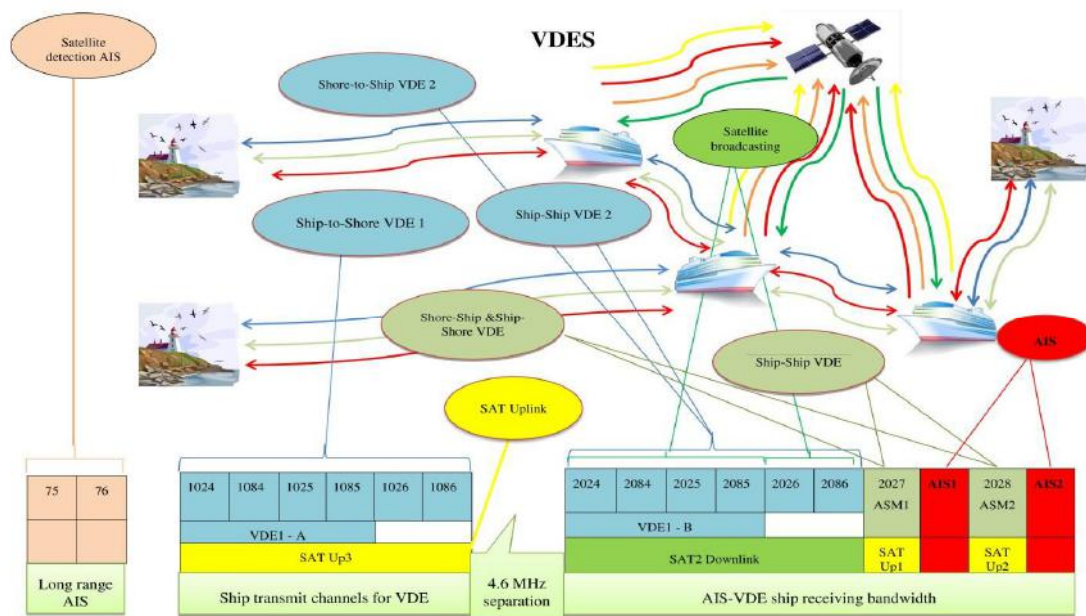 VDES
Satellite
detection AIS
Shore-to-Ship VDE 2
Satellite
broadcasting
Ship-to-Shore VDE 1
Ship-Ship VDE 2
Shore-Ship &Ship-
Shore VDE
Ship-Ship VDE
AIS
SAT Uplink
75 76
1024 1084 1025 1085 1026 1086
2024 2084 2025 2085 2026 2086 2027 AIS1 2028 AIS2
ASM1 ASM2
VDE1 - A
VDE1 - B
SAT Up3
SAT2 Downlink
SAT
Up1
SAT
Up2
Long range
AIS
Ship transmit channels for VDE
4.6 MHz
separation
AIS-VDE ship receiving bandwidth